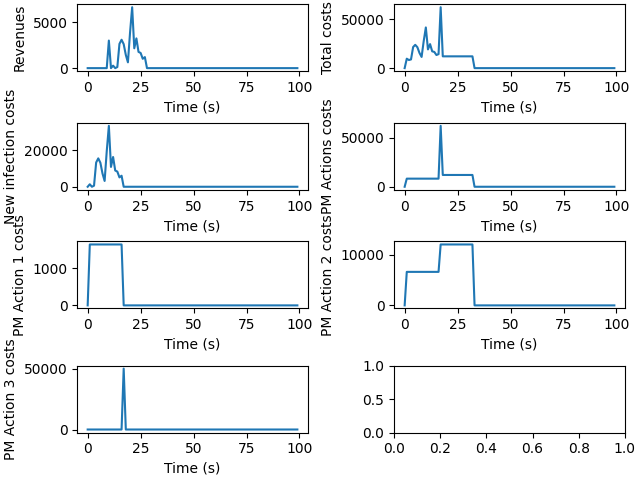 Revenues
5000
0
0 25 50 75 100
Time (s)
Total costs
50000
0
0 25 50 75 100
Time (s)
New infection costs
20000
0
0 25 50 75 100
Time (s)
PM Actions costs
50000
0
0 25 50 75 100
Time (s)
PM Action 1 costs
1000
0
0 25 50 75 100
Time (s)
PM Action 2 costs
10000
0
0 25 50 75 100
Time (s)
PM Action 3 costs
50000
0
0 25 50 75 100
Time (s)
1.0
0.5
0.0
0.0 0.2 0.4 0.6 0.8 1.0